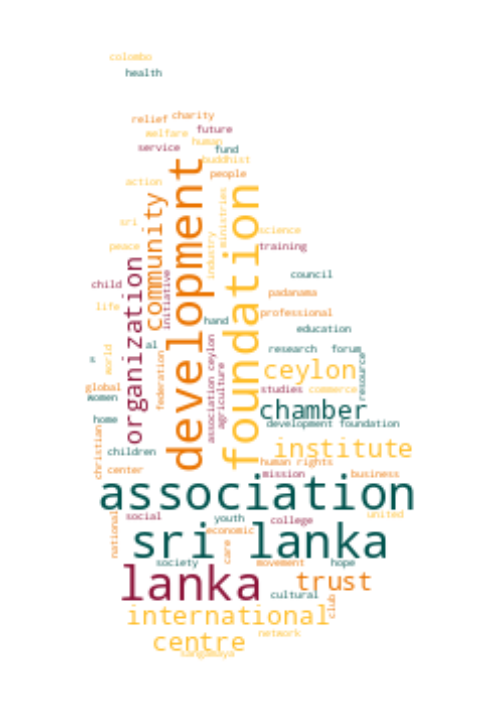 colombo
health
relief charity
welfare future
human
service fund
buddhist
people
action
development
foundation
community
ministries
industry
sri
science
peace
training
organization
initiative
council
child
padanama
life
professional
hand
education
association ceylon
agriculture
al
research forum
s
world
federation
resource
ceylon
global
studies commerce
women
chamber
home
development foundation
christian
institute
children
human rights
center
mission
business
association
national
social
youth
college
united
economic
sri lanka
care
society
movement
hope
lanka
trust
cultural
club
international
network
centre
sangamaya